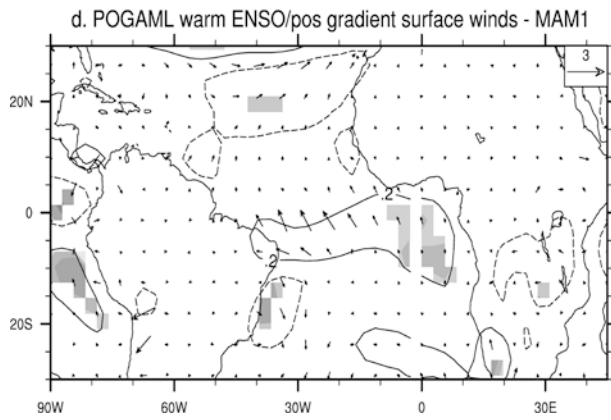 d. POGAML warm ENSO/pos gradient surface winds - MAM1
3
20N
.2
0
.2
20S
90W 60W 30W 0 30E